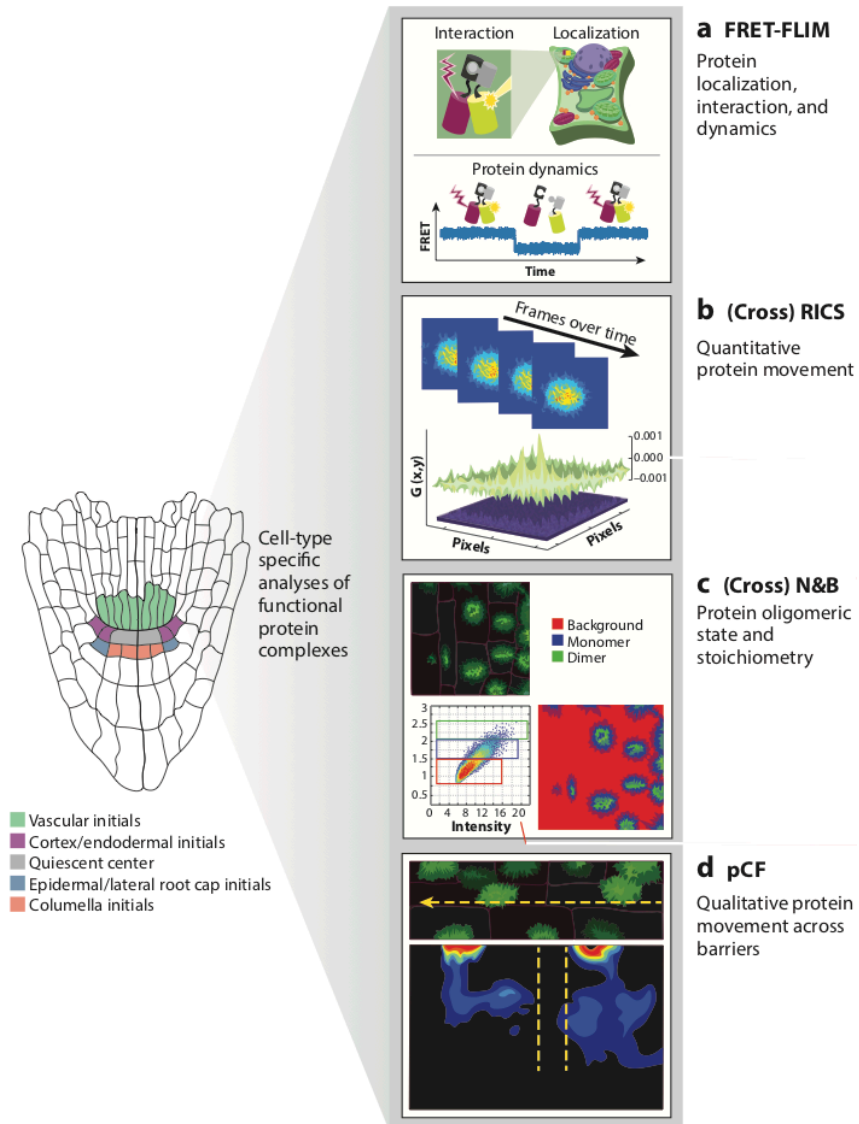 Interaction
Localization
Protein dynamics
FRET
Time
a FRET-FLIM
Protein
localization,
interaction, and
dynamics
Frames over time
0.001
0.000
–0.001
G (x,y)
Pixels
Pixels
b (Cross) RICS
Quantitative
protein movement
Cell-type
specific
analyses of
functional
protein
complexes
Vascular initials
Cortex/endodermal initials
Quiescent center
Epidermal/lateral root cap initials
Columella initials
Background
Monomer
Dimer
3
2.5
2
1.5
1
0.5
0 4 8 12 16 20
Intensity
c (Cross) N&B
Protein oligomeric
state and
stoichiometry
d pCF
Qualitative protein
movement across
barriers